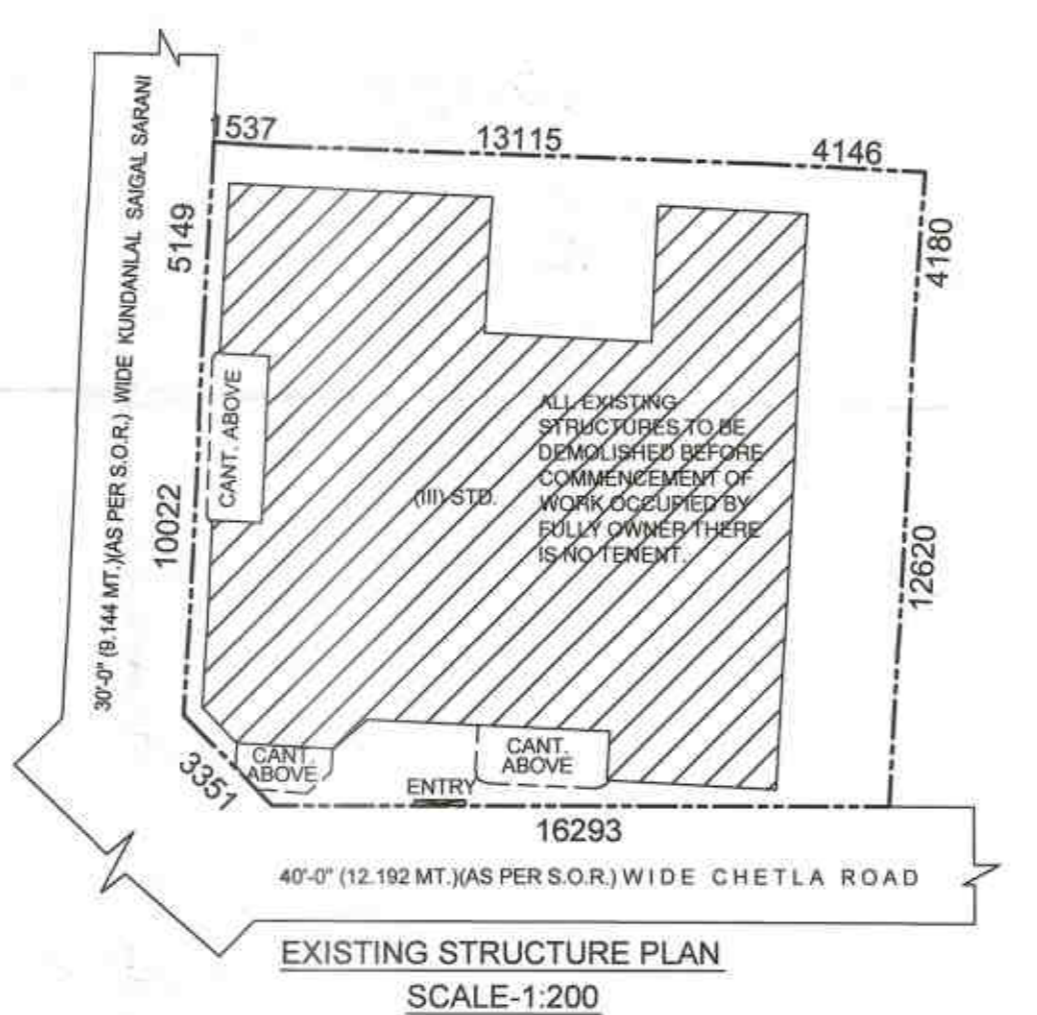 1537
13115
4146
5149
4180
30'-0" (9.144 MT.)(AS PER S.O.R.) WIDE KUNDANLAL SAIGAL SARANI
CANT. ABOVE
ALL EXISTING
STRUCTURES TO BE
DEMOLISHED BEFORE
COMMENCEMENT OF
WORK OCCUPIED BY
FULLY OWNER THERE
IS NO TENENT.
(III) STD.
10022
12620
CANT.
ABOVE
CANT.
ABOVE
3351
ENTRY
16293
40'-0" (12.192 MT.)(AS PER S.O.R.) WIDE CHETLA ROAD
EXISTING STRUCTURE PLAN
SCALE-1:200